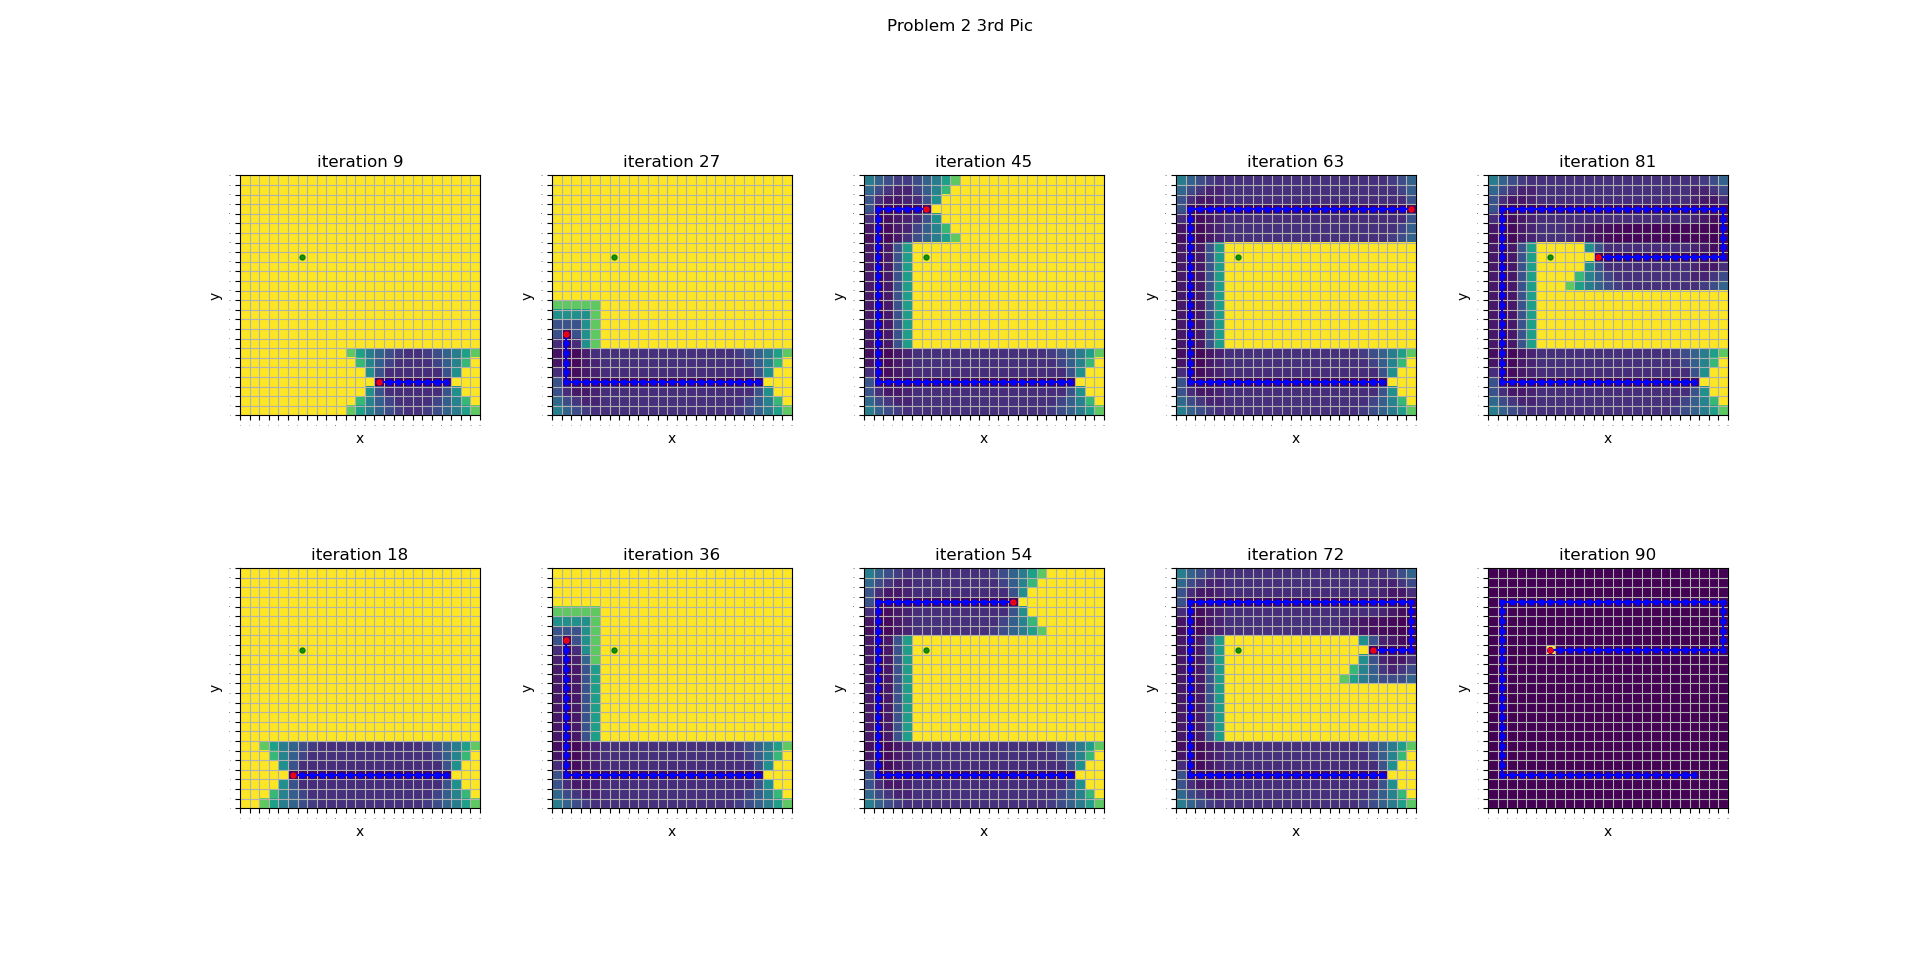 Problem 2 3rd Pic
iteration 9
iteration 27
iteration 45
iteration 63
iteration 81
y
y
y
y
y
x
x
x
x
x
iteration 18
iteration 36
iteration 54
iteration 72
iteration 90
y
y
y
y
y
x
x
x
x
x